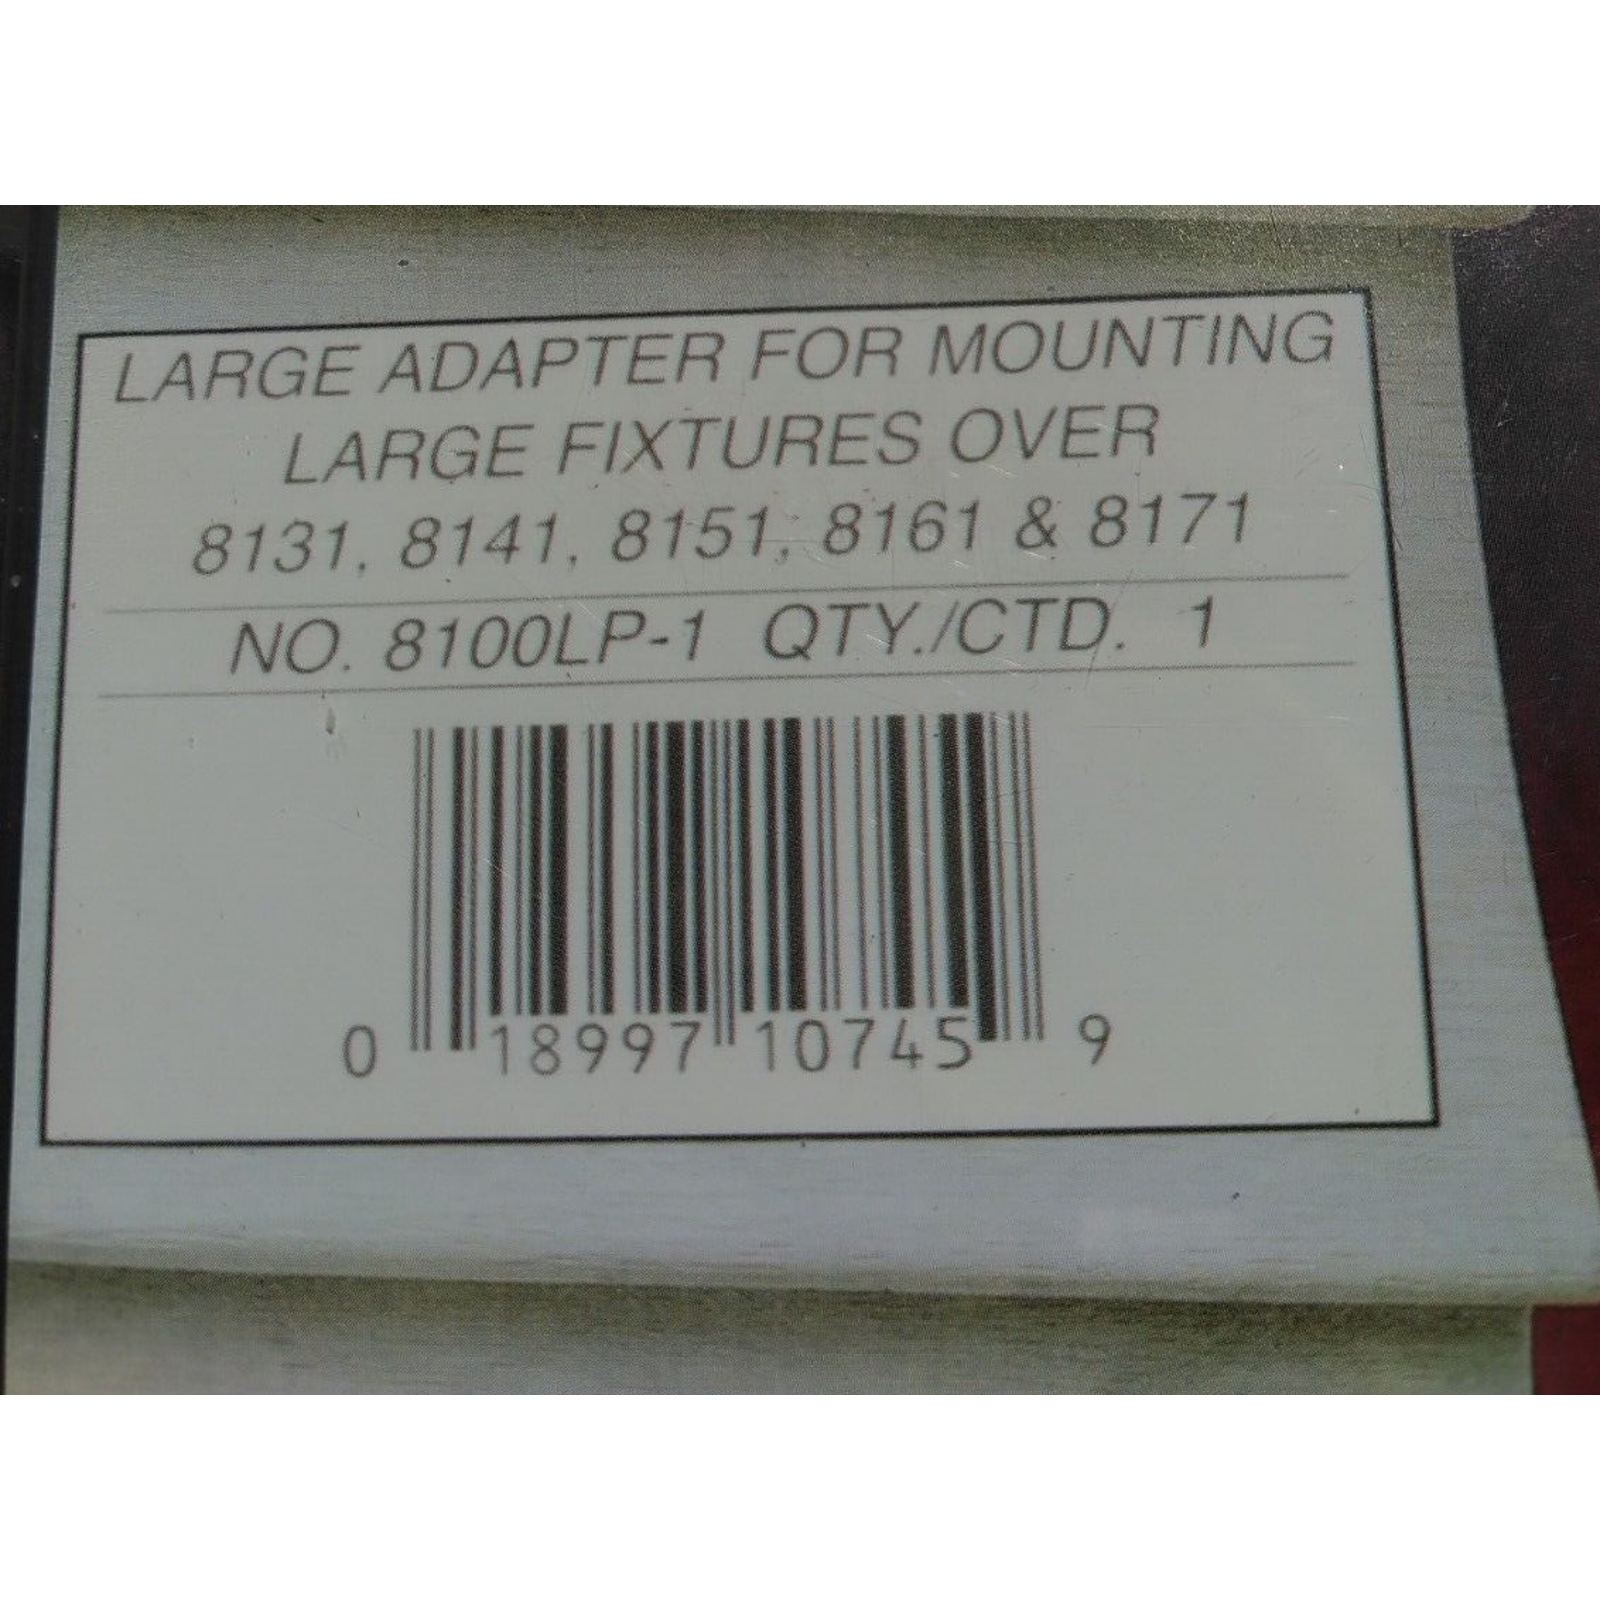 LARGE ADAPTER FOR MOUNTING
LARGE FIXTURES OVER
8131, 8141, 8151, 8161 & 8171
NO. 8100LP-1 QTY./CTD. 1
0 18997 10745 9